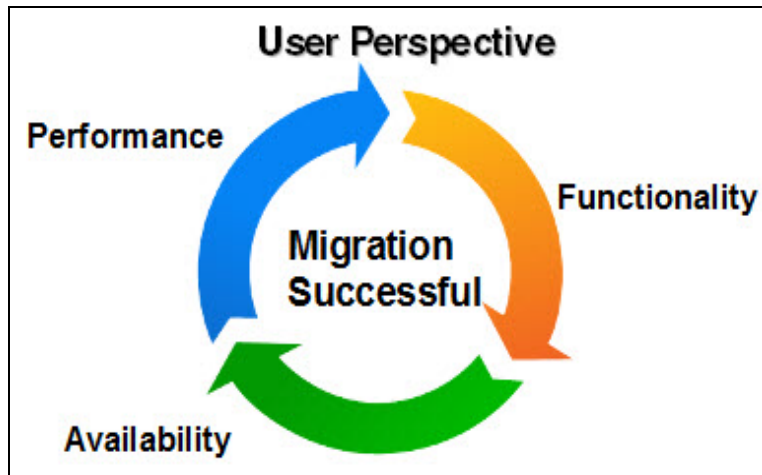 User Perspective
Performance
Functionality
Migration
Successful
Availability